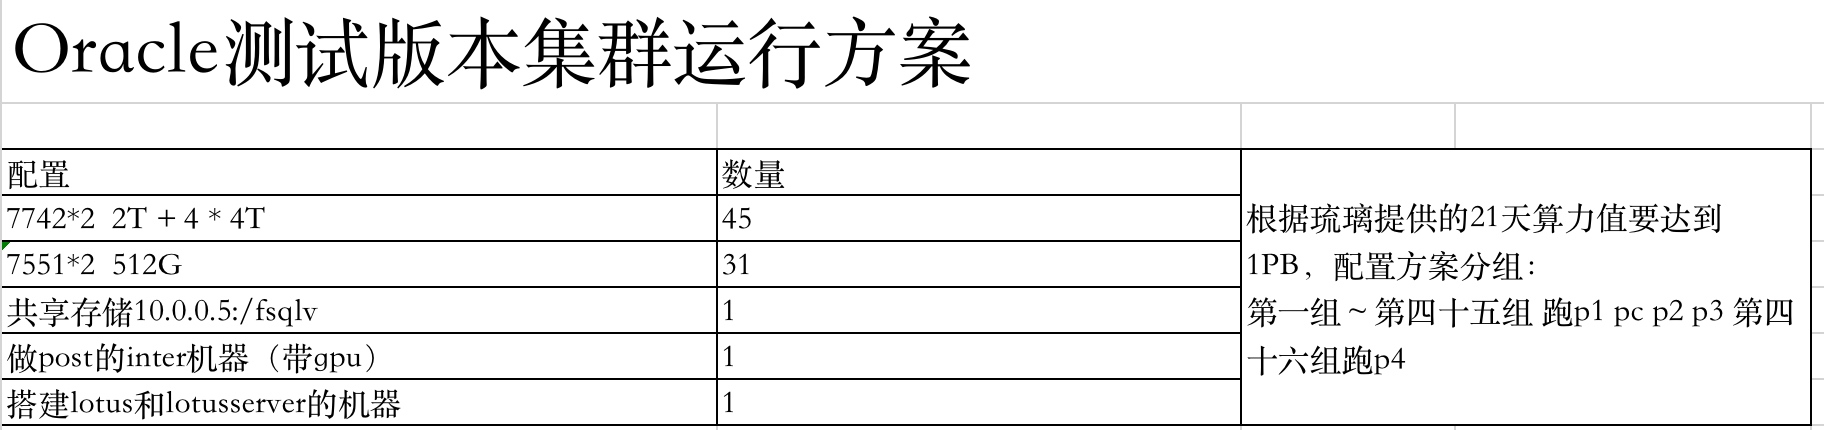 Oracle测试版本集群运行方案
配置 数量
7742*2 2T + 4 * 4T 45
7551*2 512G 31
共享存储10.0.0.5:/fsqlv 1
做post的inter机器（带gpu） 1
搭建lotus和lotusserver的机器 1
根据琉璃提供的21天算力值要达到
1PB，配置方案分组：
第一组 ~ 第四十五组 跑p1 pc p2 p3 第四
十六组跑p4